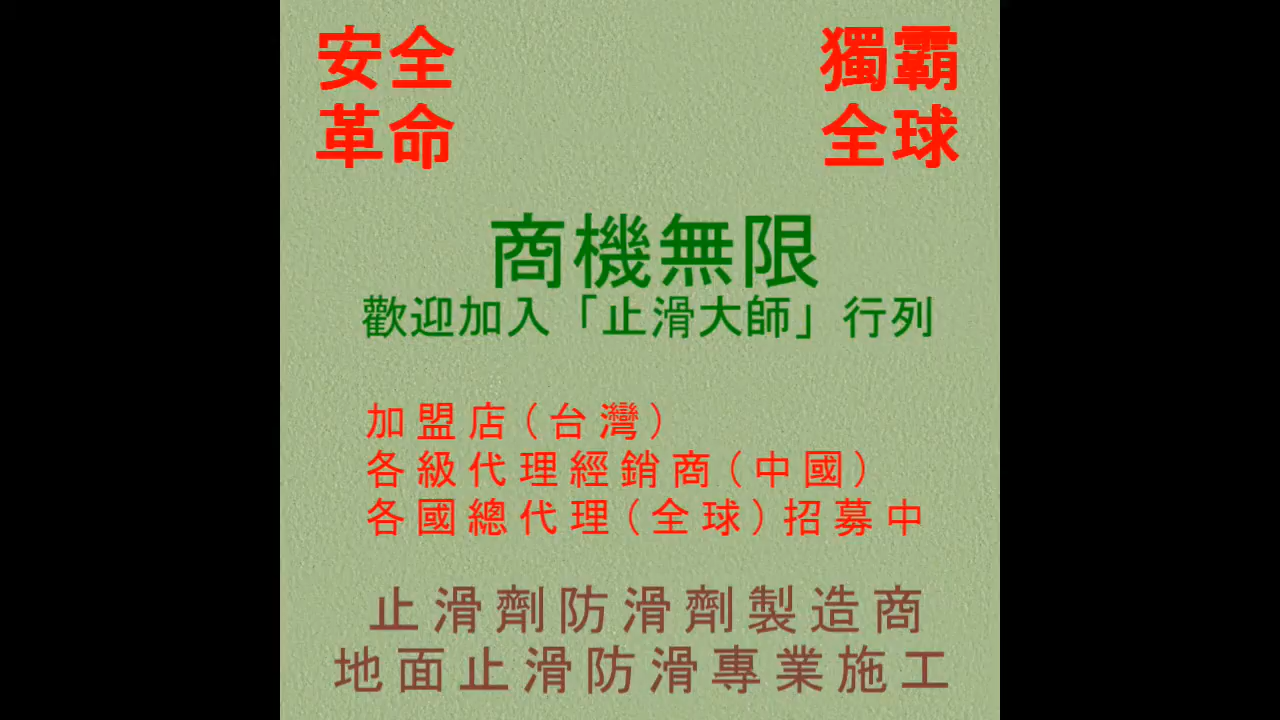 安全
革命
獨霸
全球
商機無限
歡迎加入「止滑大師」行列
加盟店(台灣)
各級代理經銷商(中國)
各國總代理(全球)招募中
止滑劑防滑劑製造商
地面止滑防滑專業施工